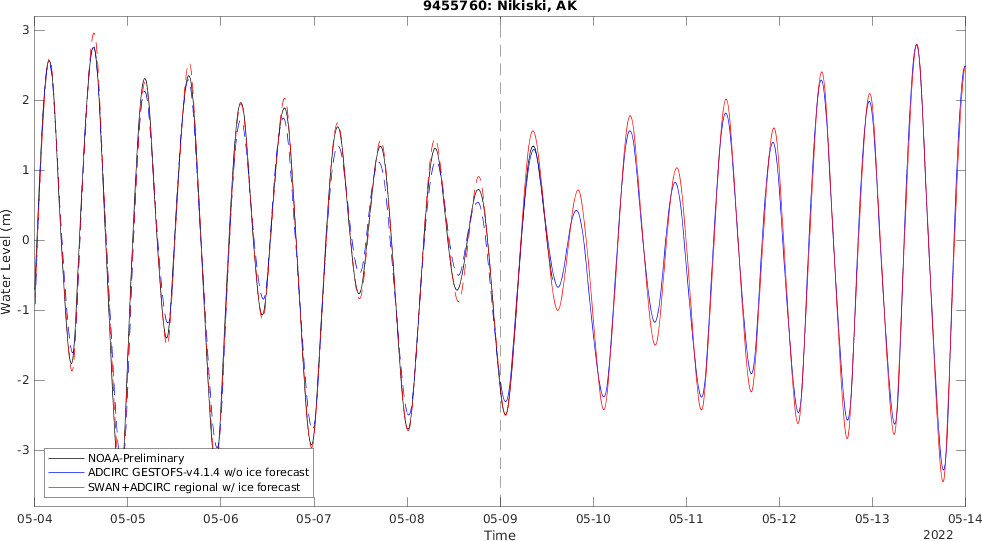 9455760: Nikiski, AK
3
2
1
0
-1
-2
-3
Water Level (m)
NOAA-Preliminary
ADCIRC GESTOFS-v4.1.4 w/o ice forecast
SWAN+ADCIRC regional w/ ice forecast
05-04 05-05 05-06 05-07 05-08 05-09 05-10 05-11 05-12 05-13 05-14
Time
2022